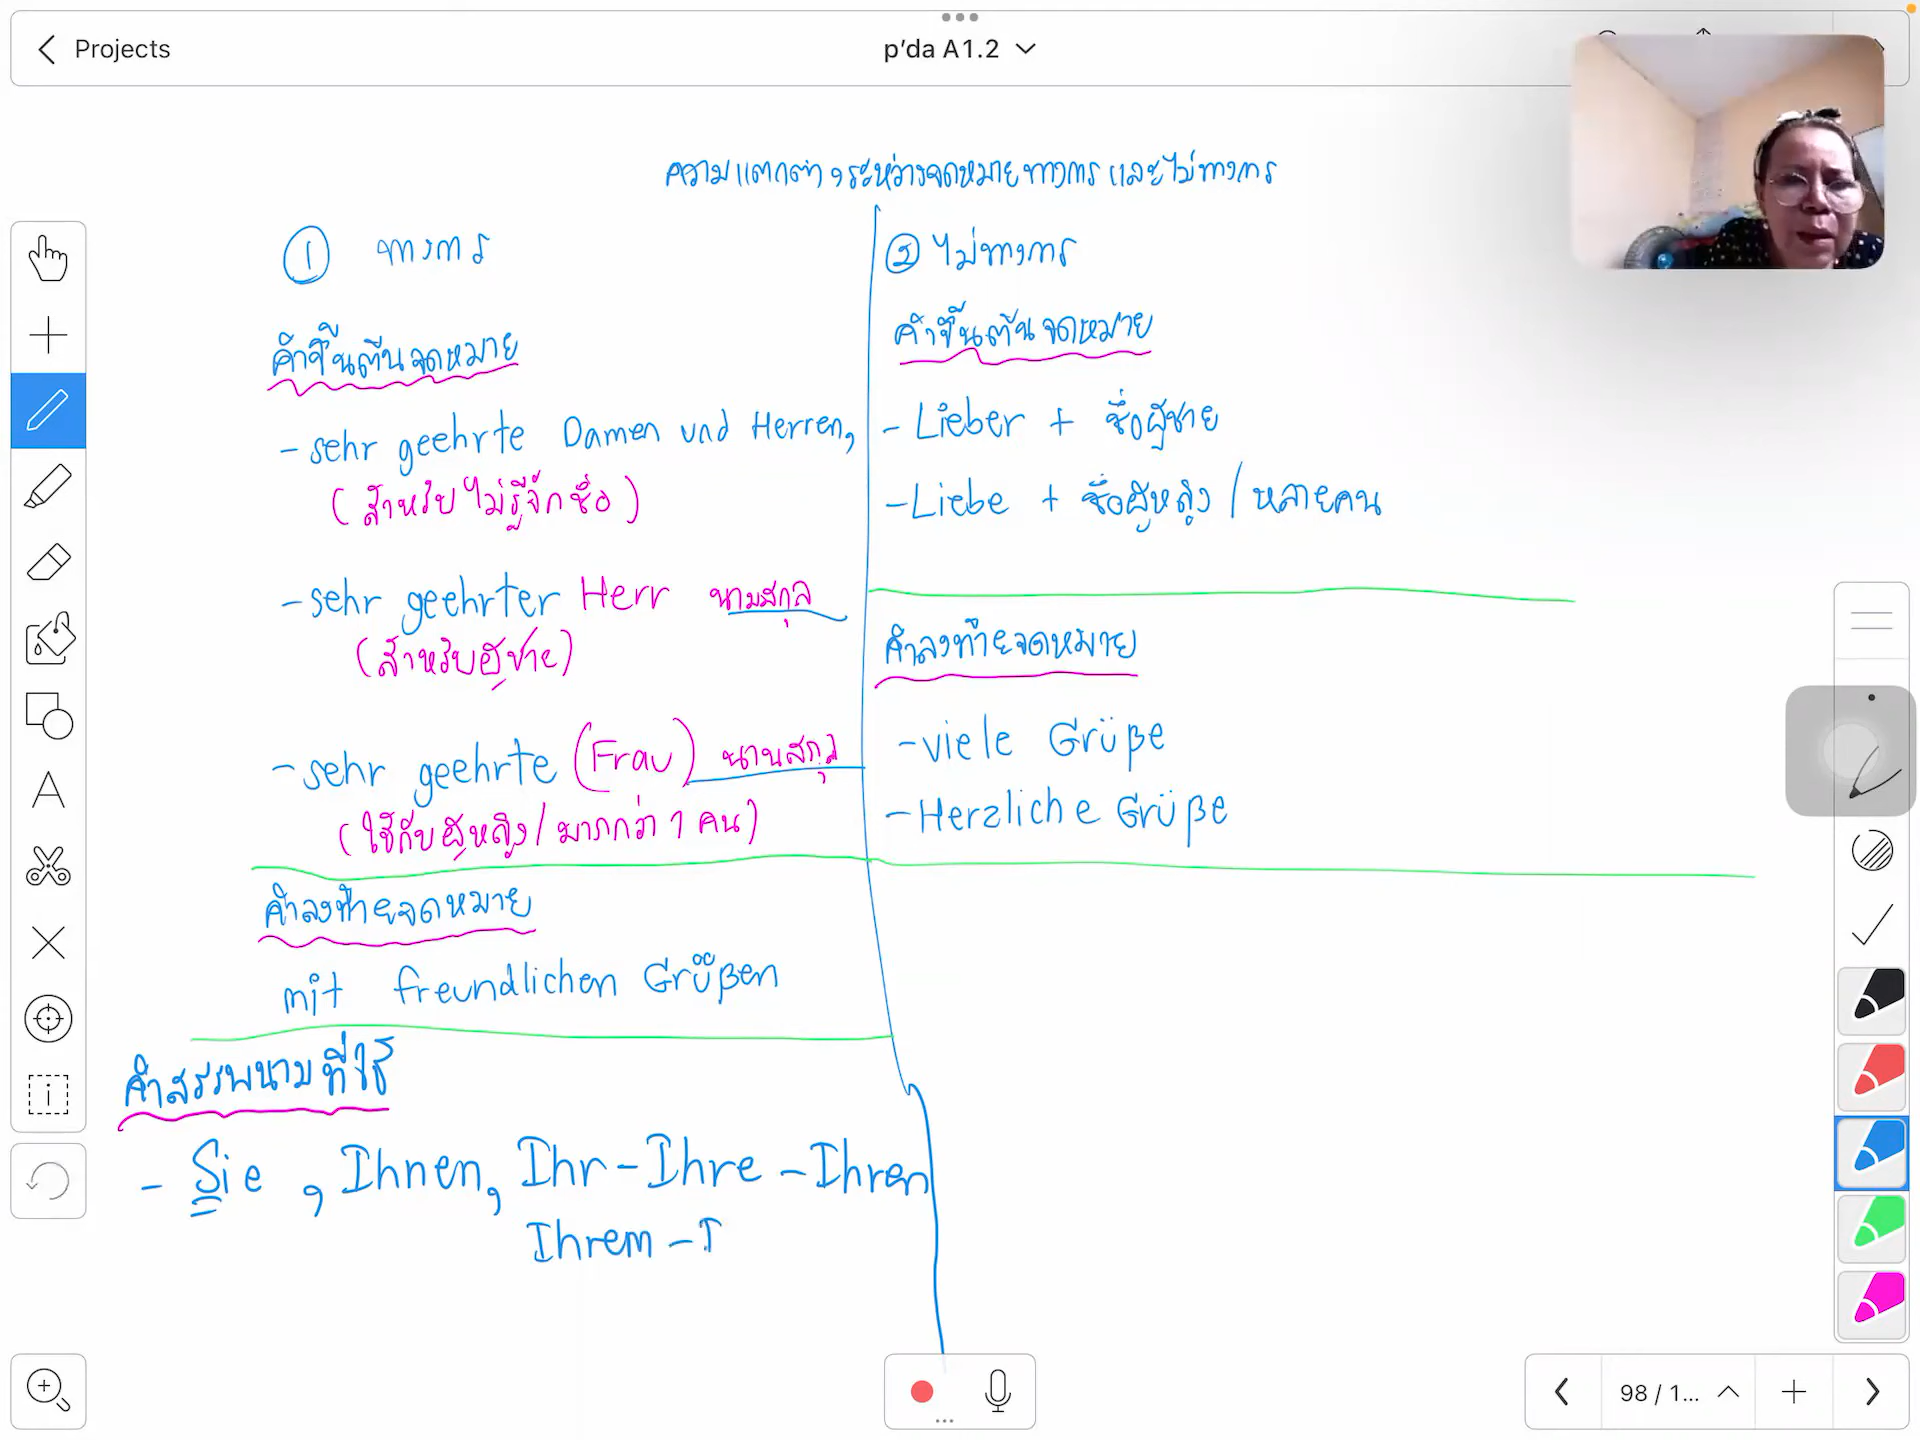 Projects
p'da A1.2
ความแตกต่างระหว่างจดหมายทางการ และไม่ทางการ
① ทางการ
คำขึ้นต้นจดหมาย
- sehr geehrte Damen und Herren,
(สำหรับไม่รู้จักชื่อ)
- sehr geehrter Herr นามสกุล
(สำหรับผู้ชาย)
- sehr geehrte (Frau) นามสกุล
(ใช้กับผู้หญิง/มากกว่า 1 คน)
คำลงท้ายจดหมาย
mit freundlichen Grüßen
คำสรรพนามที่ใช้
- Sie , Ihnen, Ihr - Ihre - Ihren
Ihrem - I
② ไม่ทางการ
คำขึ้นต้นจดหมาย
- Lieber + ชื่อผู้ชาย
- Liebe + ชื่อผู้หญิง / หลายคน
คำลงท้ายจดหมาย
- viele Grüße
- Herzliche Grüße
98 / 1...